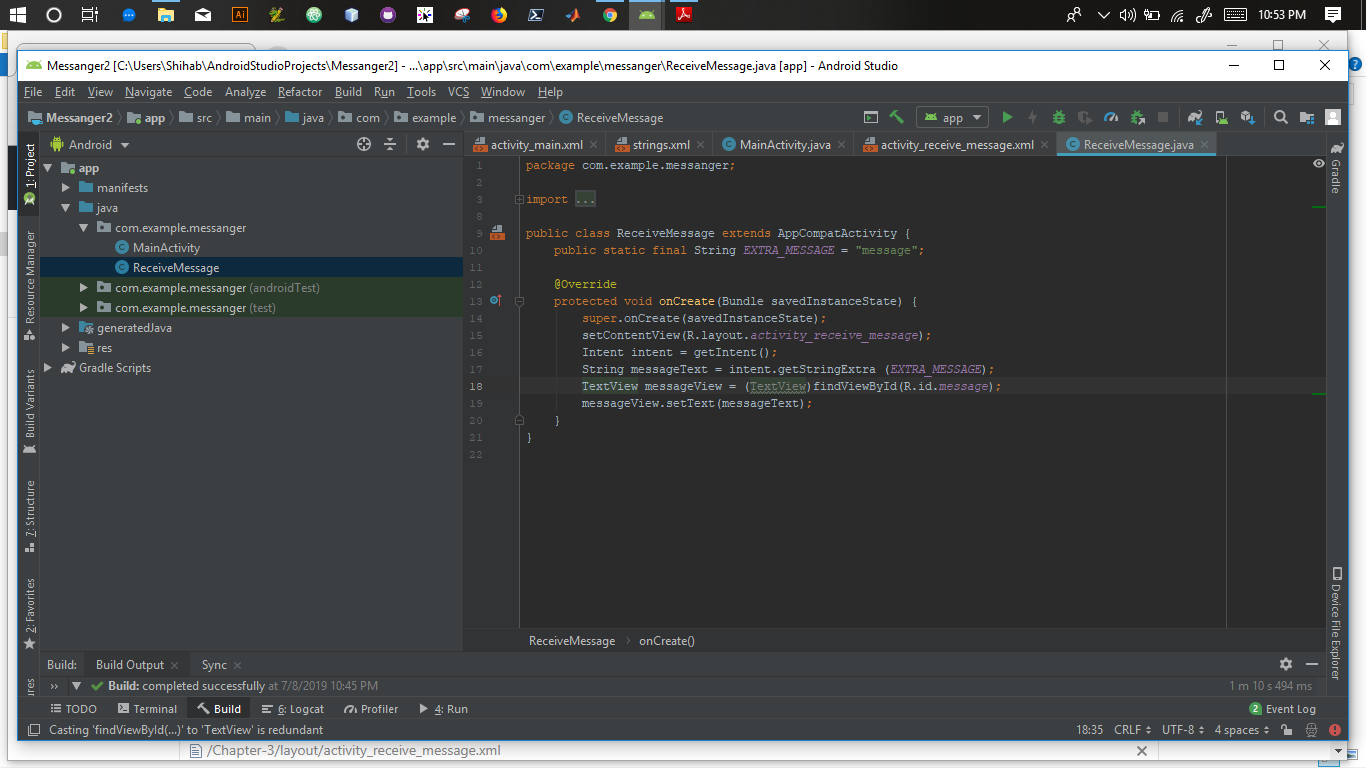 Ai
10:53 PM
Messanger2 [C:\Users\Shihab\AndroidStudioProjects\Messanger2] - ...\app\src\main\java\com\example\messanger\ReceiveMessage.java [app] - Android Studio
File Edit View Navigate Code Analyze Refactor Build Run Tools VCS Window Help
Messanger2 app src main java com example messanger ReceiveMessage
app
Android
activity_main.xml strings.xml MainActivity.java activity_receive_message.xml ReceiveMessage.java
1: Project
Resource Manager
Build Variants
7: Structure
2: Favorites
app
manifests
java
com.example.messanger
MainActivity
ReceiveMessage
com.example.messanger (androidTest)
com.example.messanger (test)
generatedJava
res
Gradle Scripts
1 package com.example.messanger;
2
3 import ...
8
9 public class ReceiveMessage extends AppCompatActivity {
10 public static final String EXTRA_MESSAGE = "message";
11
12 @Override
13 protected void onCreate(Bundle savedInstanceState) {
14 super.onCreate(savedInstanceState);
15 setContentView(R.layout.activity_receive_message);
16 Intent intent = getIntent();
17 String messageText = intent.getStringExtra (EXTRA_MESSAGE);
18 TextView messageView = (TextView)findViewById(R.id.message);
19 messageView.setText(messageText);
20 }
21 }
22
Gradle
Device File Explorer
ReceiveMessage onCreate()
Build: Build Output Sync
Build: completed successfully at 7/8/2019 10:45 PM
1 m 10 s 494 ms
TODO Terminal Build 6: Logcat Profiler 4: Run
2 Event Log
Casting 'findViewById(...)' to 'TextView' is redundant
18:35 CRLF UTF-8 4 spaces
/Chapter-3/layout/activity_receive_message.xml